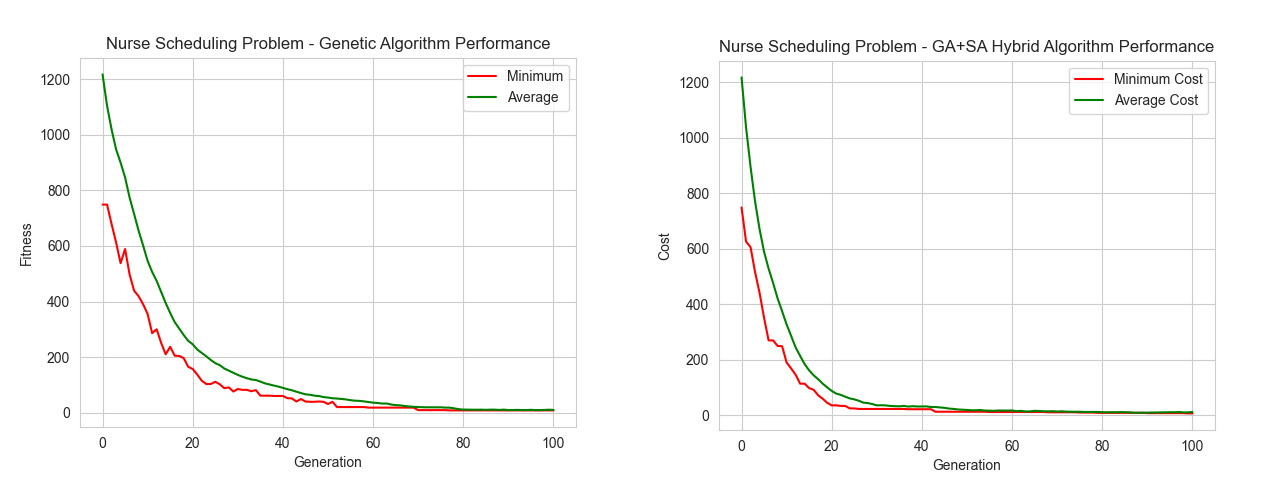 Nurse Scheduling Problem - Genetic Algorithm Performance
Minimum
Average
1200
1000
800
600
400
200
0
Fitness
0 20 40 60 80 100
Generation
Nurse Scheduling Problem - GA+SA Hybrid Algorithm Performance
Minimum Cost
Average Cost
1200
1000
800
600
400
200
0
Cost
0 20 40 60 80 100
Generation